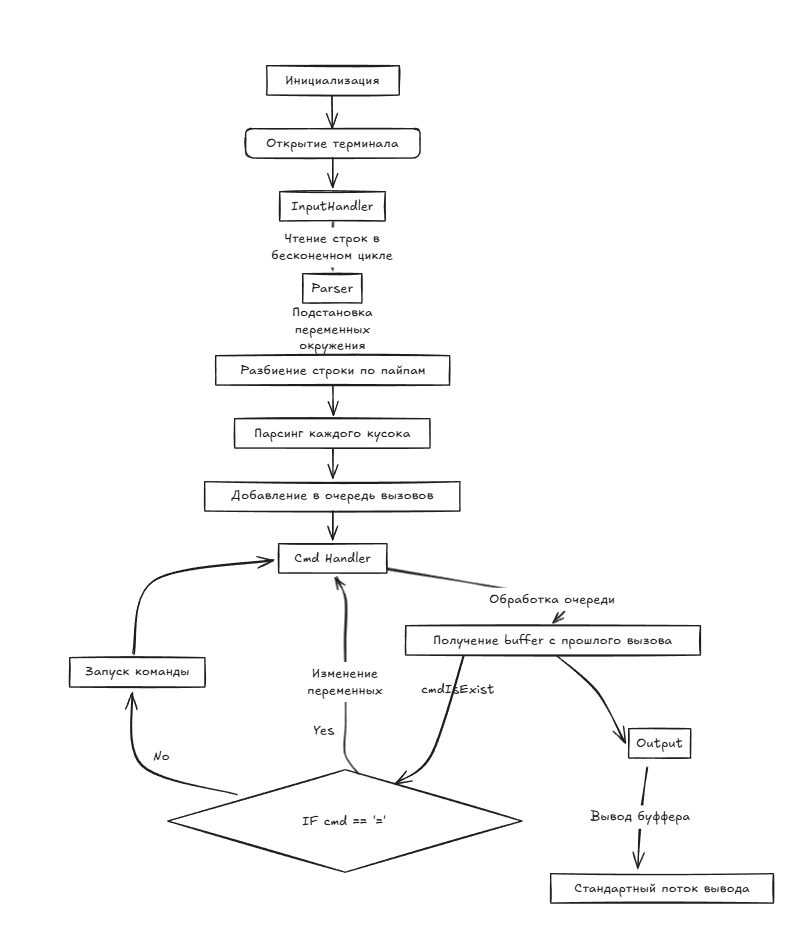 Инициализация
Открытие терминала
InputHandler
Чтение строк в
бесконечном цикле
Parser
Подстановка
переменных
окружения
Разбиение строки по пайпам
Парсинг каждого кусока
Добавление в очередь вызовов
Cmd Handler
Обработка очереди
Получение buffer с прошлого вызова
Запуск команды
Изменение
переменных
cmdIsExist
Yes
Output
No
Вывод буффера
IF cmd == '='
Стандартный поток вывода